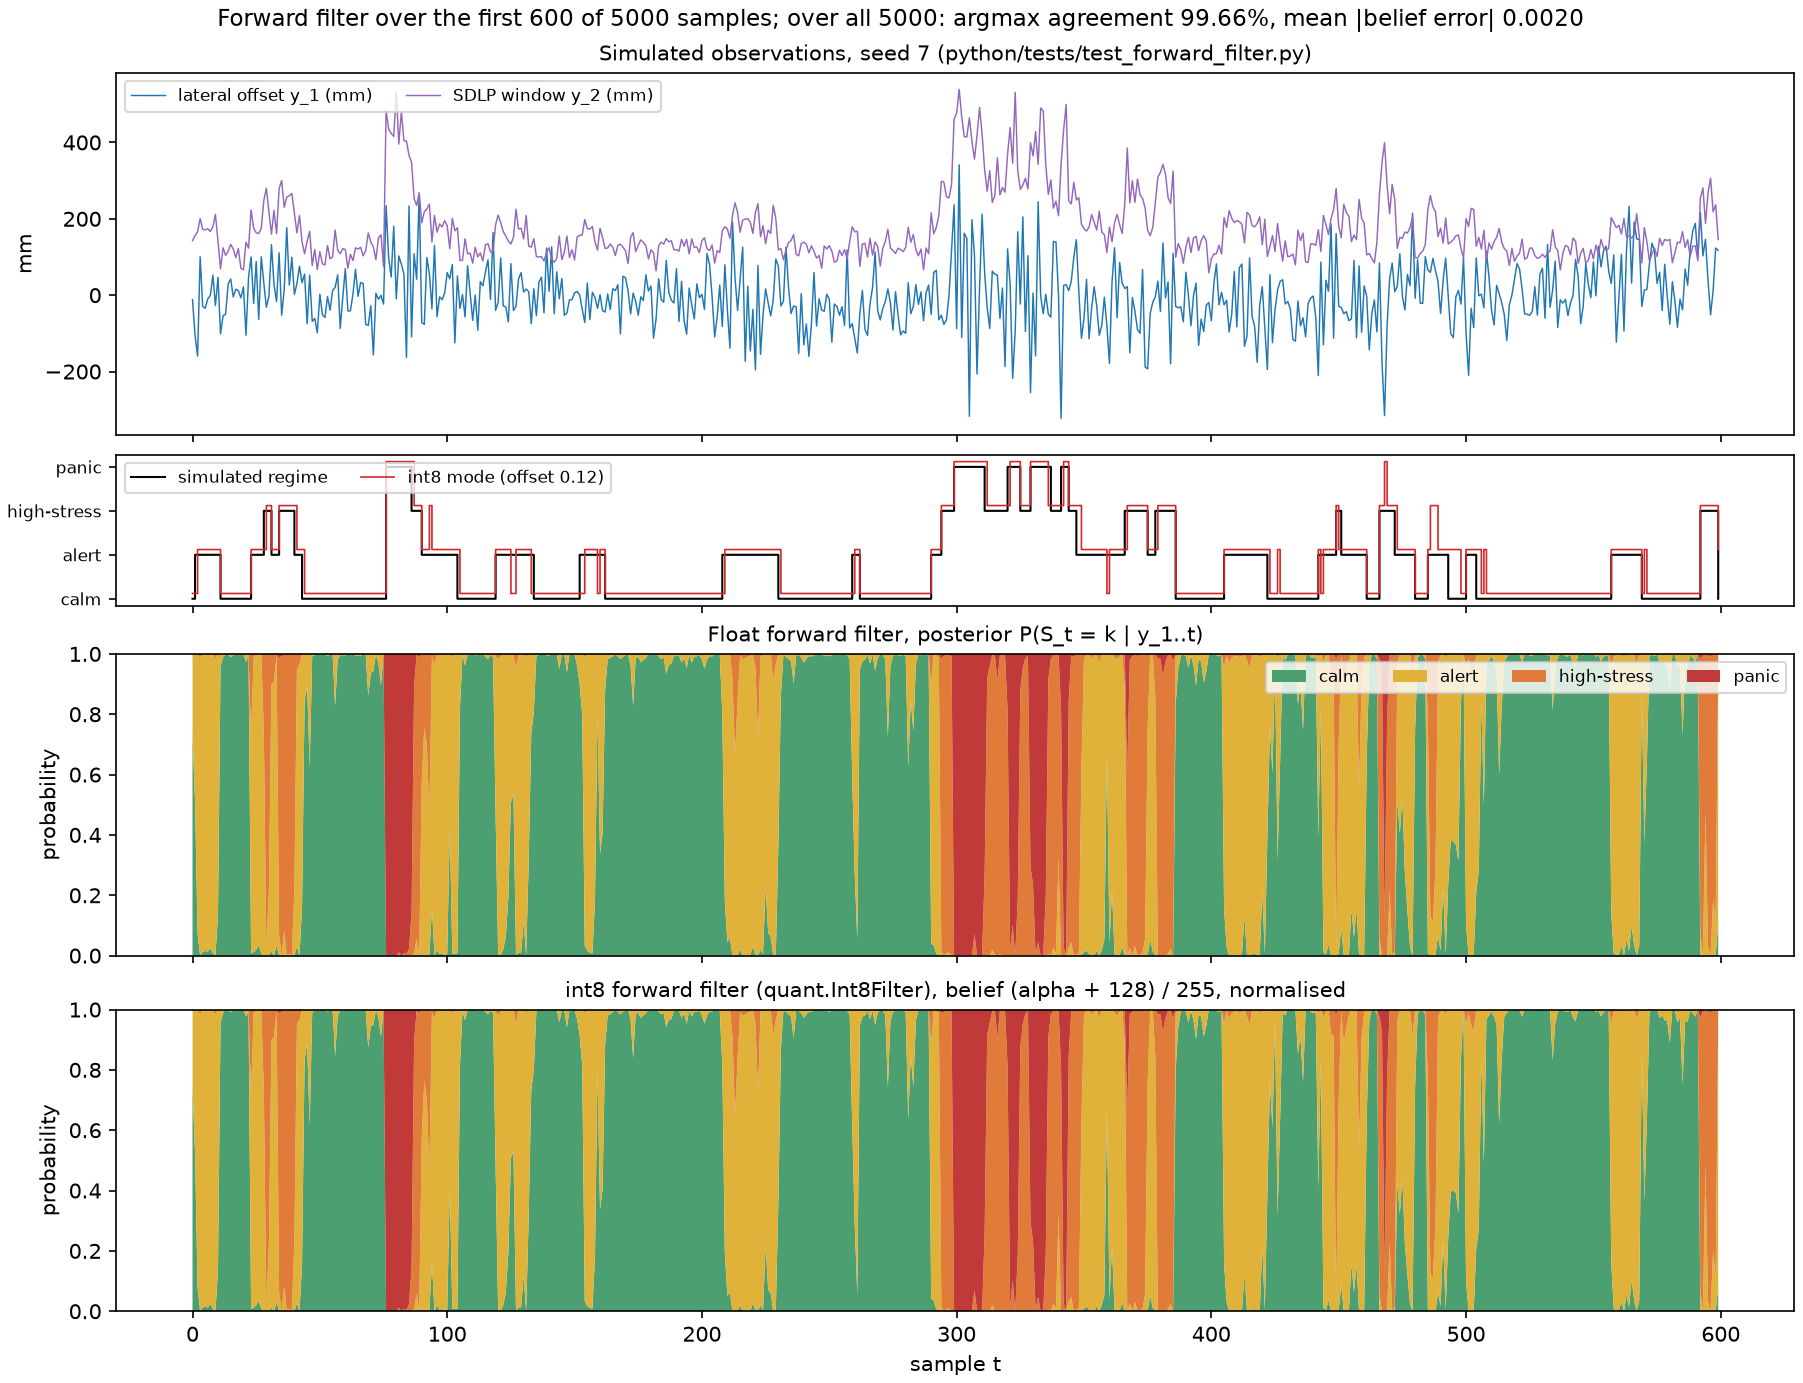 Forward filter over the first 600 of 5000 samples; over all 5000: argmax agreement 99.66%, mean |belief error| 0.0020
Simulated observations, seed 7 (python/tests/test_forward_filter.py)
lateral offset y_1 (mm) SDLP window y_2 (mm)
400
200
0
−200
mm
simulated regime int8 mode (offset 0.12)
panic
high-stress
alert
calm
Float forward filter, posterior P(S_t = k | y_1..t)
calm alert high-stress panic
1.0
0.8
0.6
0.4
0.2
0.0
probability
int8 forward filter (quant.Int8Filter), belief (alpha + 128) / 255, normalised
1.0
0.8
0.6
0.4
0.2
0.0
probability
0 100 200 300 400 500 600
sample t